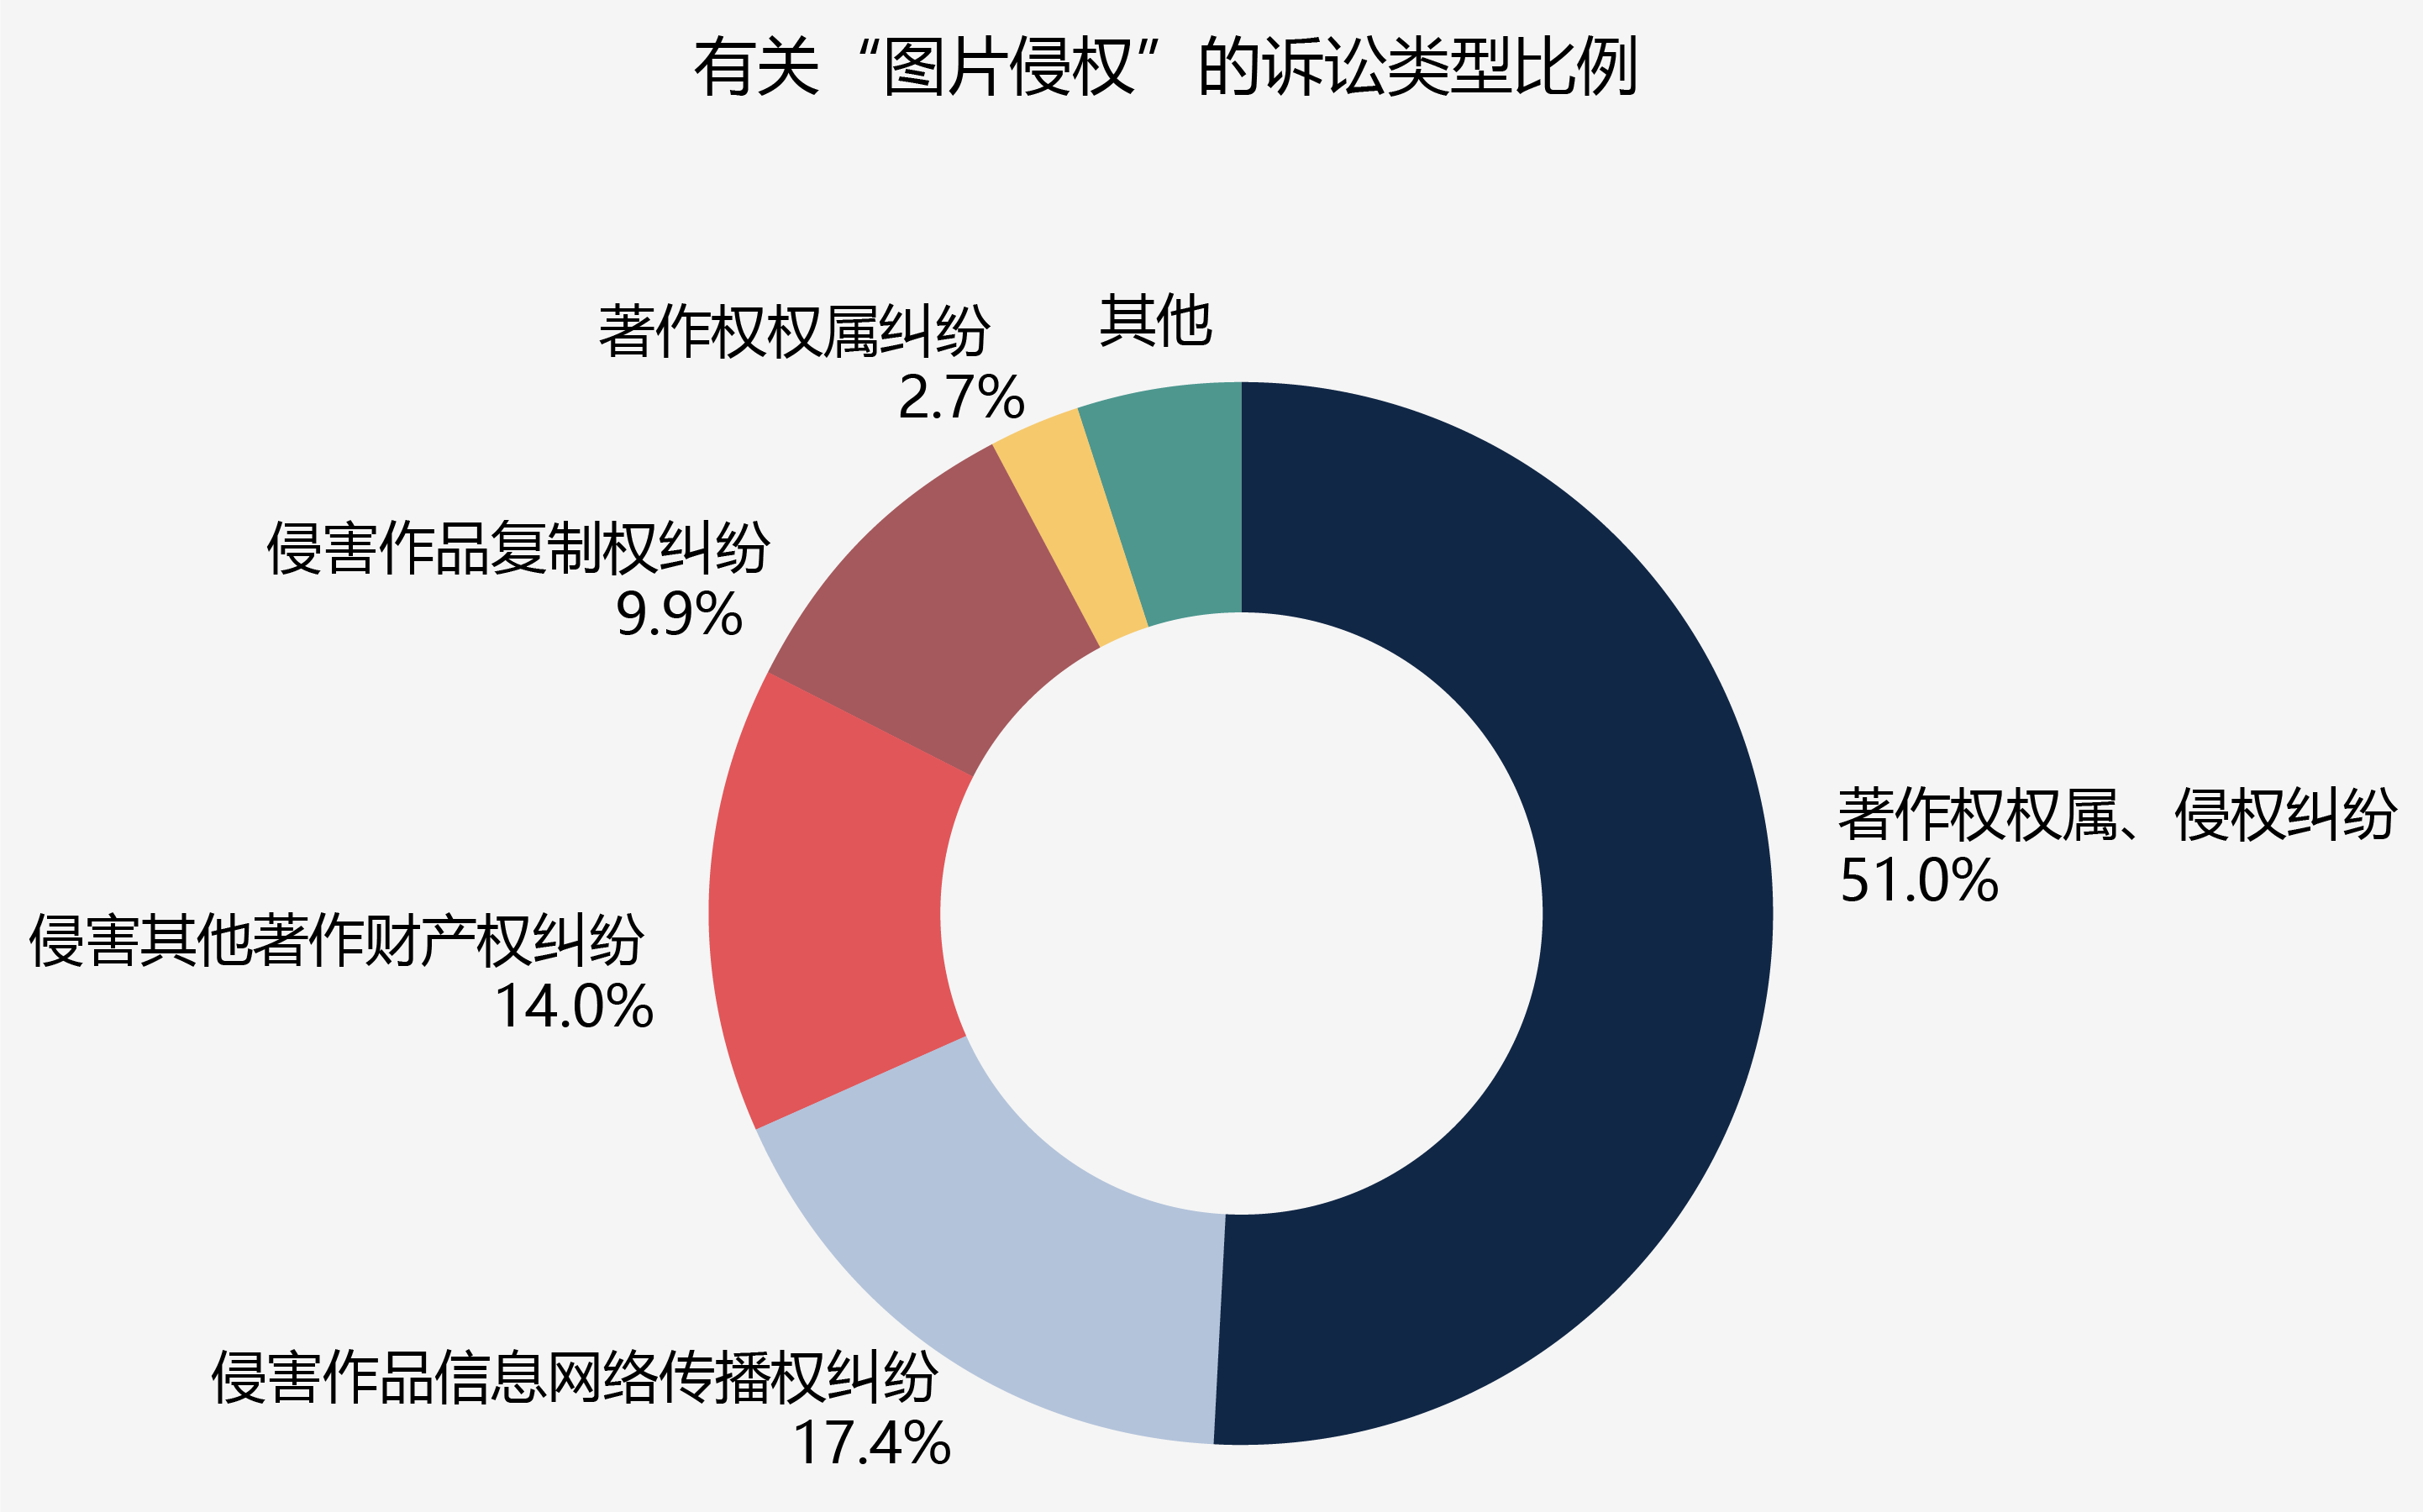 有关“图片侵权”的诉讼类型比例
其他
著作权权属纠纷
2.7%
侵害作品复制权纠纷
9.9%
著作权权属、侵权纠纷
51.0%
侵害其他著作财产权纠纷
14.0%
侵害作品信息网络传播权纠纷
17.4%